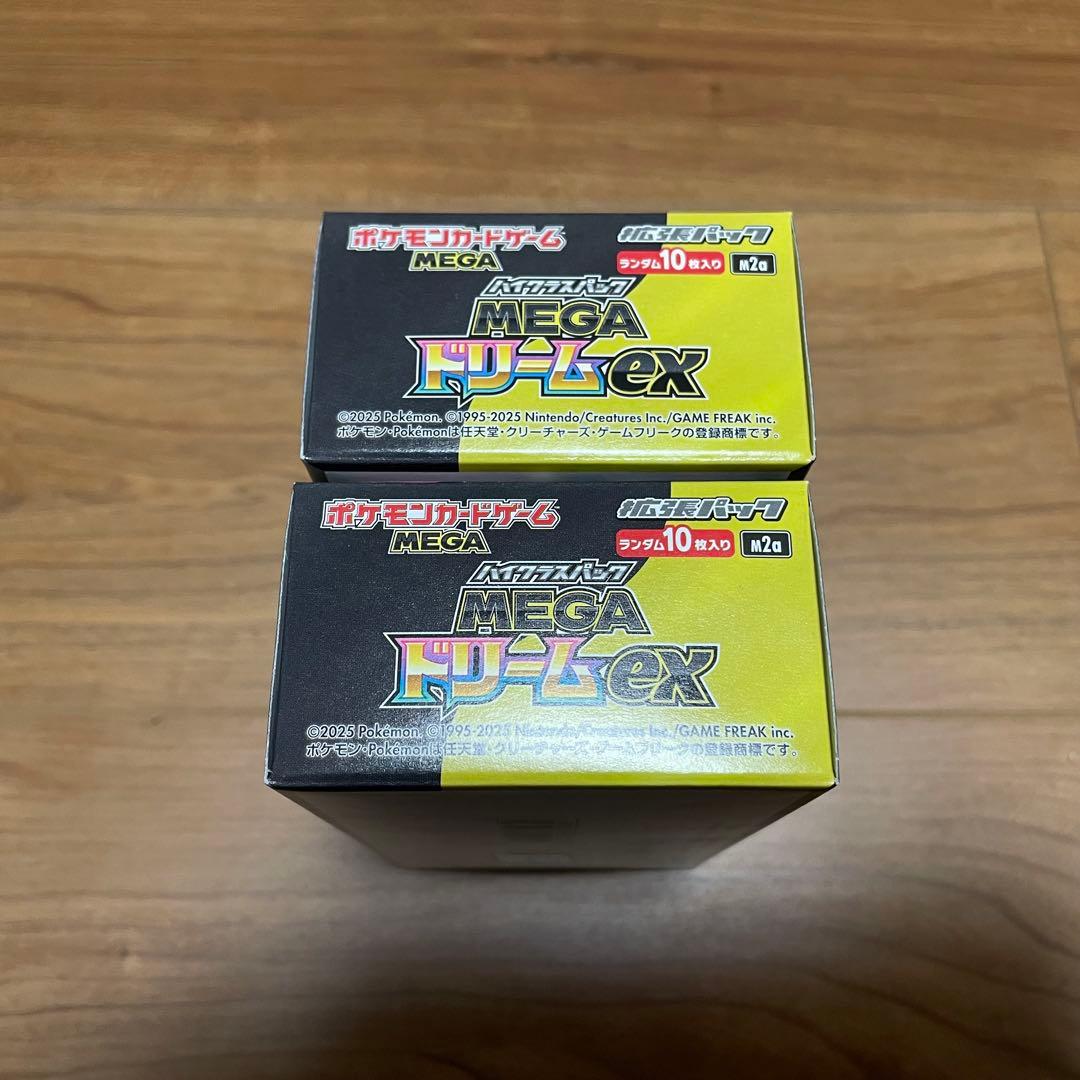 ポケモンカードゲーム
MEGA
拡張パック
ランダム10枚入り M2a
ハイクラスパック
MEGA
ドリームex
©2025 Pokémon. ©1995-2025 Nintendo/Creatures Inc./GAME FREAK inc.
ポケモン・Pokémonは任天堂・クリーチャーズ・ゲームフリークの登録商標です。
ポケモンカードゲーム
MEGA
拡張パック
ランダム10枚入り M2a
ハイクラスパック
MEGA
ドリームex
©2025 Pokémon. ©1995-2025 Nintendo/Creatures Inc./GAME FREAK inc.
ポケモン・Pokémonは任天堂・クリーチャーズ・ゲームフリークの登録商標です。